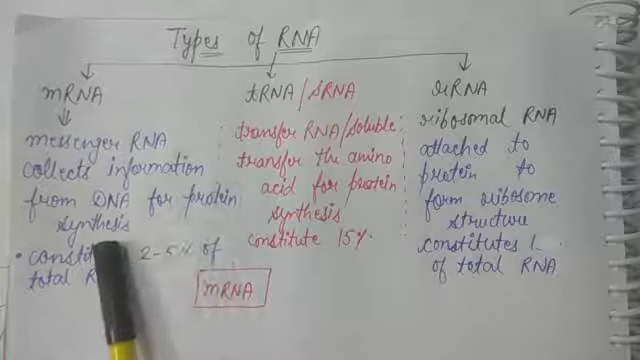 Types of RNA
mRNA
messenger RNA
collects information
from DNA for protein
synthesis
• constit 2-5% of
total R
tRNA/sRNA
transfer RNA/soluble
transfer the amino
acid for protein
synthesis
constitute 15%.
mRNA
rRNA
ribosomal RNA
attached to
protein to
form ribosome
structure
constitutes
of total RNA